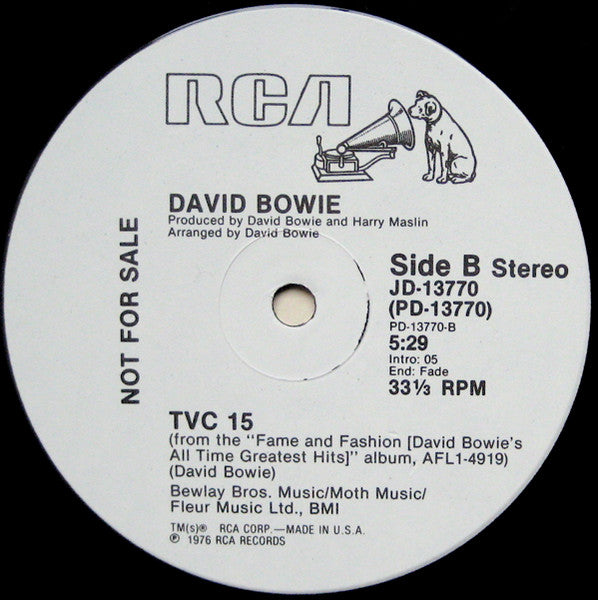 RCA
DAVID BOWIE
Produced by David Bowie and Harry Maslin
Arranged by David Bowie
NOT FOR SALE
Side B Stereo
JD-13770
(PD-13770)
PD-13770-B
5:29
Intro: 05
End: Fade
33⅓ RPM
TVC 15
(from the "Fame and Fashion [David Bowie's
All Time Greatest Hits]" album, AFL1-4919)
(David Bowie)
Bewlay Bros. Music/Moth Music/
Fleur Music Ltd., BMI
TM(s)® RCA CORP.—MADE IN U.S.A.
℗ 1976 RCA RECORDS